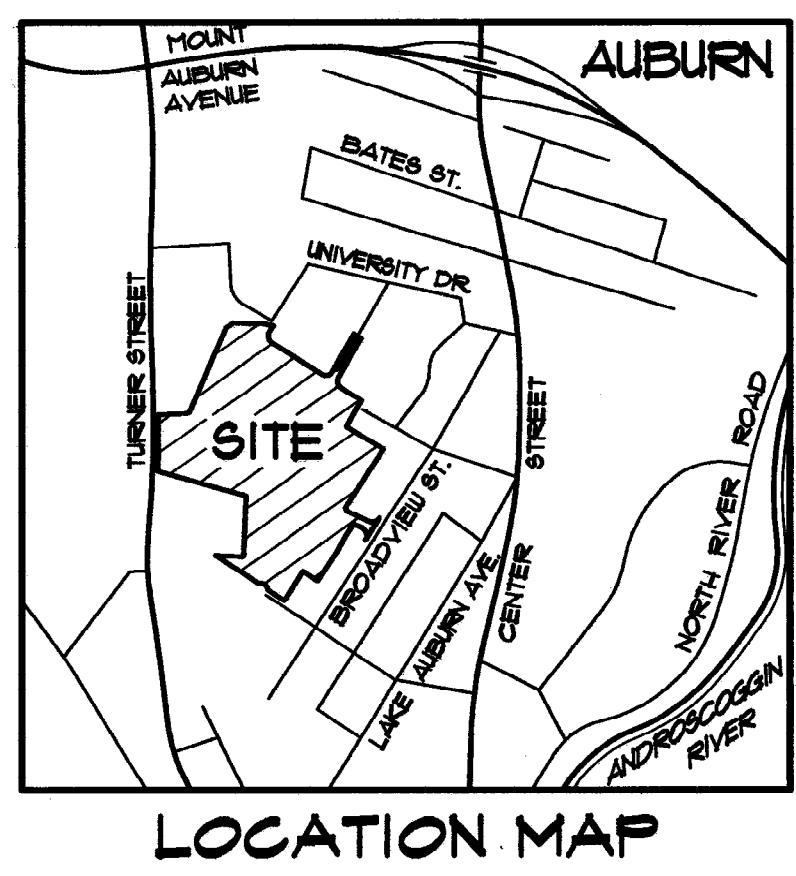 MOUNT
AUBURN
AVENUE
AUBURN
BATES ST.
UNIVERSITY DR
TURNER STREET
SITE
STREET
CENTER
ROAD
NORTH RIVER
BROADVIEW ST.
AUBURN AVE.
LAKE
ANDROSCOGGIN
RIVER
LOCATION MAP